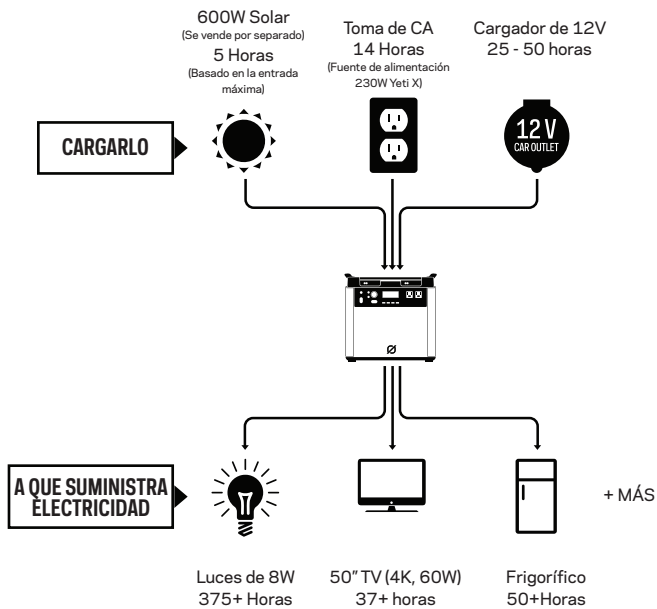 600W Solar
(Se vende por separado)
5 Horas
(Basado en la entrada
máxima)
Toma de CA
14 Horas
(Fuente de alimentación
230W Yeti X)
Cargador de 12V
25 - 50 horas
CARGARLO
12 V
CAR OUTLET
A QUE SUMINISTRA
ELECTRICIDAD
+ MÁS
Luces de 8W
375+ Horas
50” TV (4K, 60W)
37+ horas
Frigorífico
50+Horas